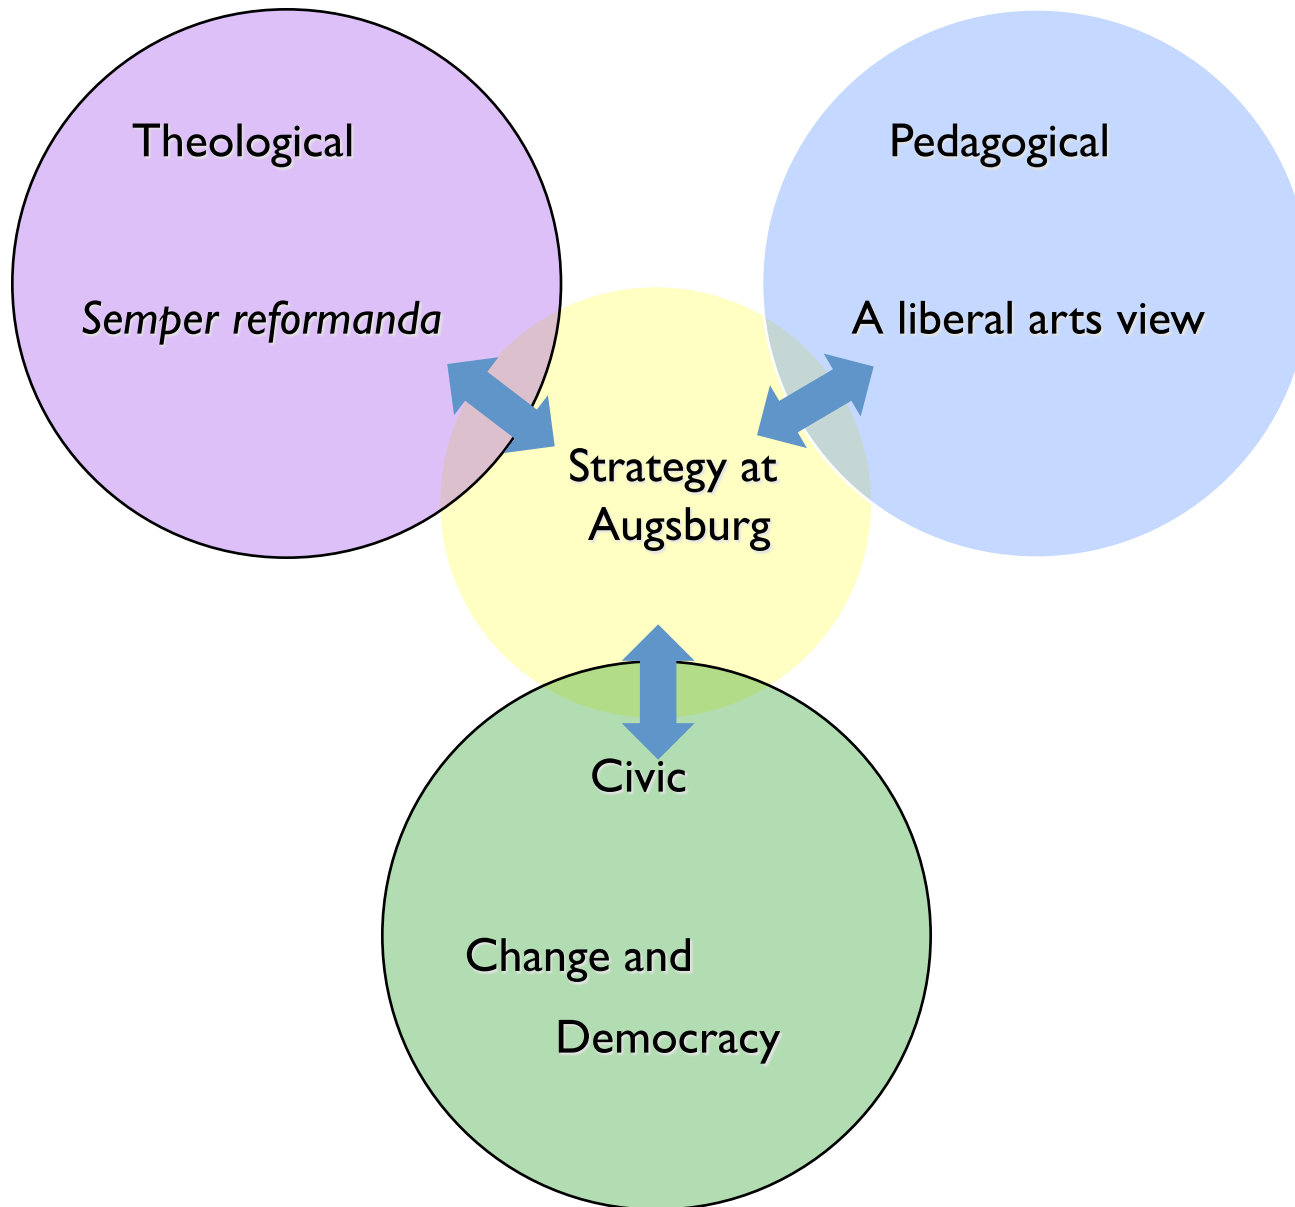 Theological
Semper reformanda
Pedagogical
A liberal arts view
Strategy at
Augsburg
Civic
Change and
Democracy